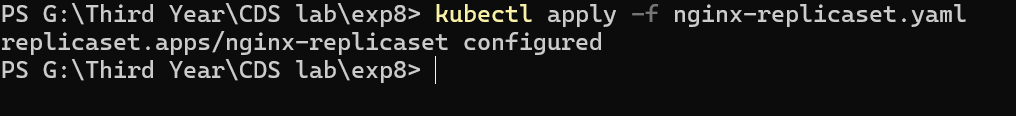 PS G:\Third Year\CDS lab\exp8> kubectl apply -f nginx-replicaset.yaml
replicaset.apps/nginx-replicaset configured
PS G:\Third Year\CDS lab\exp8>